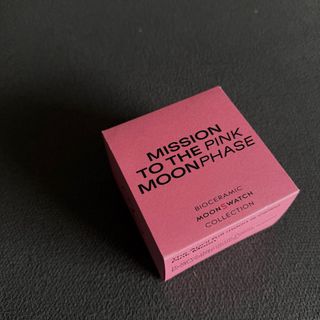 MISSION
TO THE PINK
MOONPHASE
BIOCERAMIC
MOONSWATCH
COLLECTION